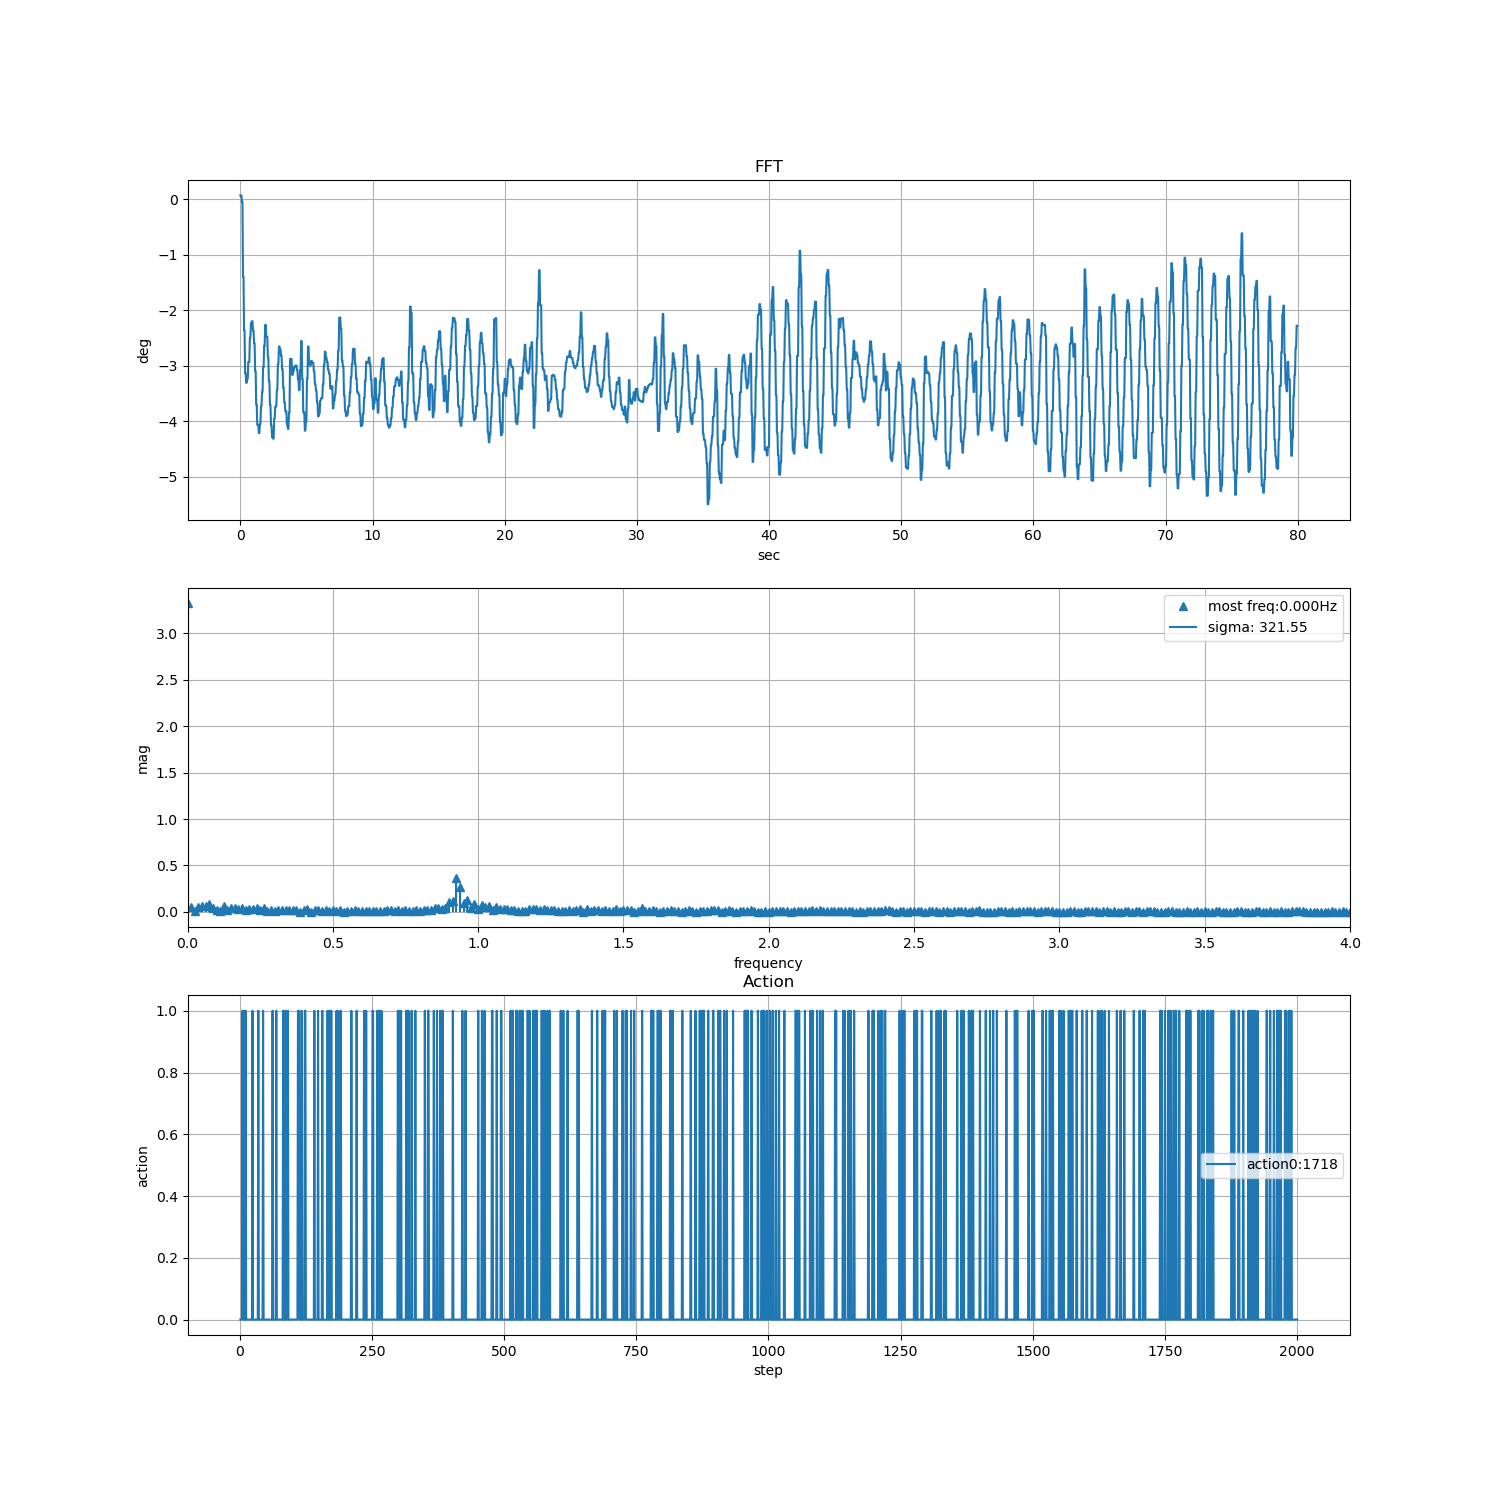 FFT
0
−1
−2
−3
−4
−5
deg
0 10 20 30 40 50 60 70 80
sec
most freq:0.000Hz
sigma: 321.55
3.0
2.5
2.0
1.5
1.0
0.5
0.0
mag
0.0 0.5 1.0 1.5 2.0 2.5 3.0 3.5 4.0
frequency
Action
1.0
0.8
0.6
0.4
0.2
0.0
action
action0:1718
0 250 500 750 1000 1250 1500 1750 2000
step